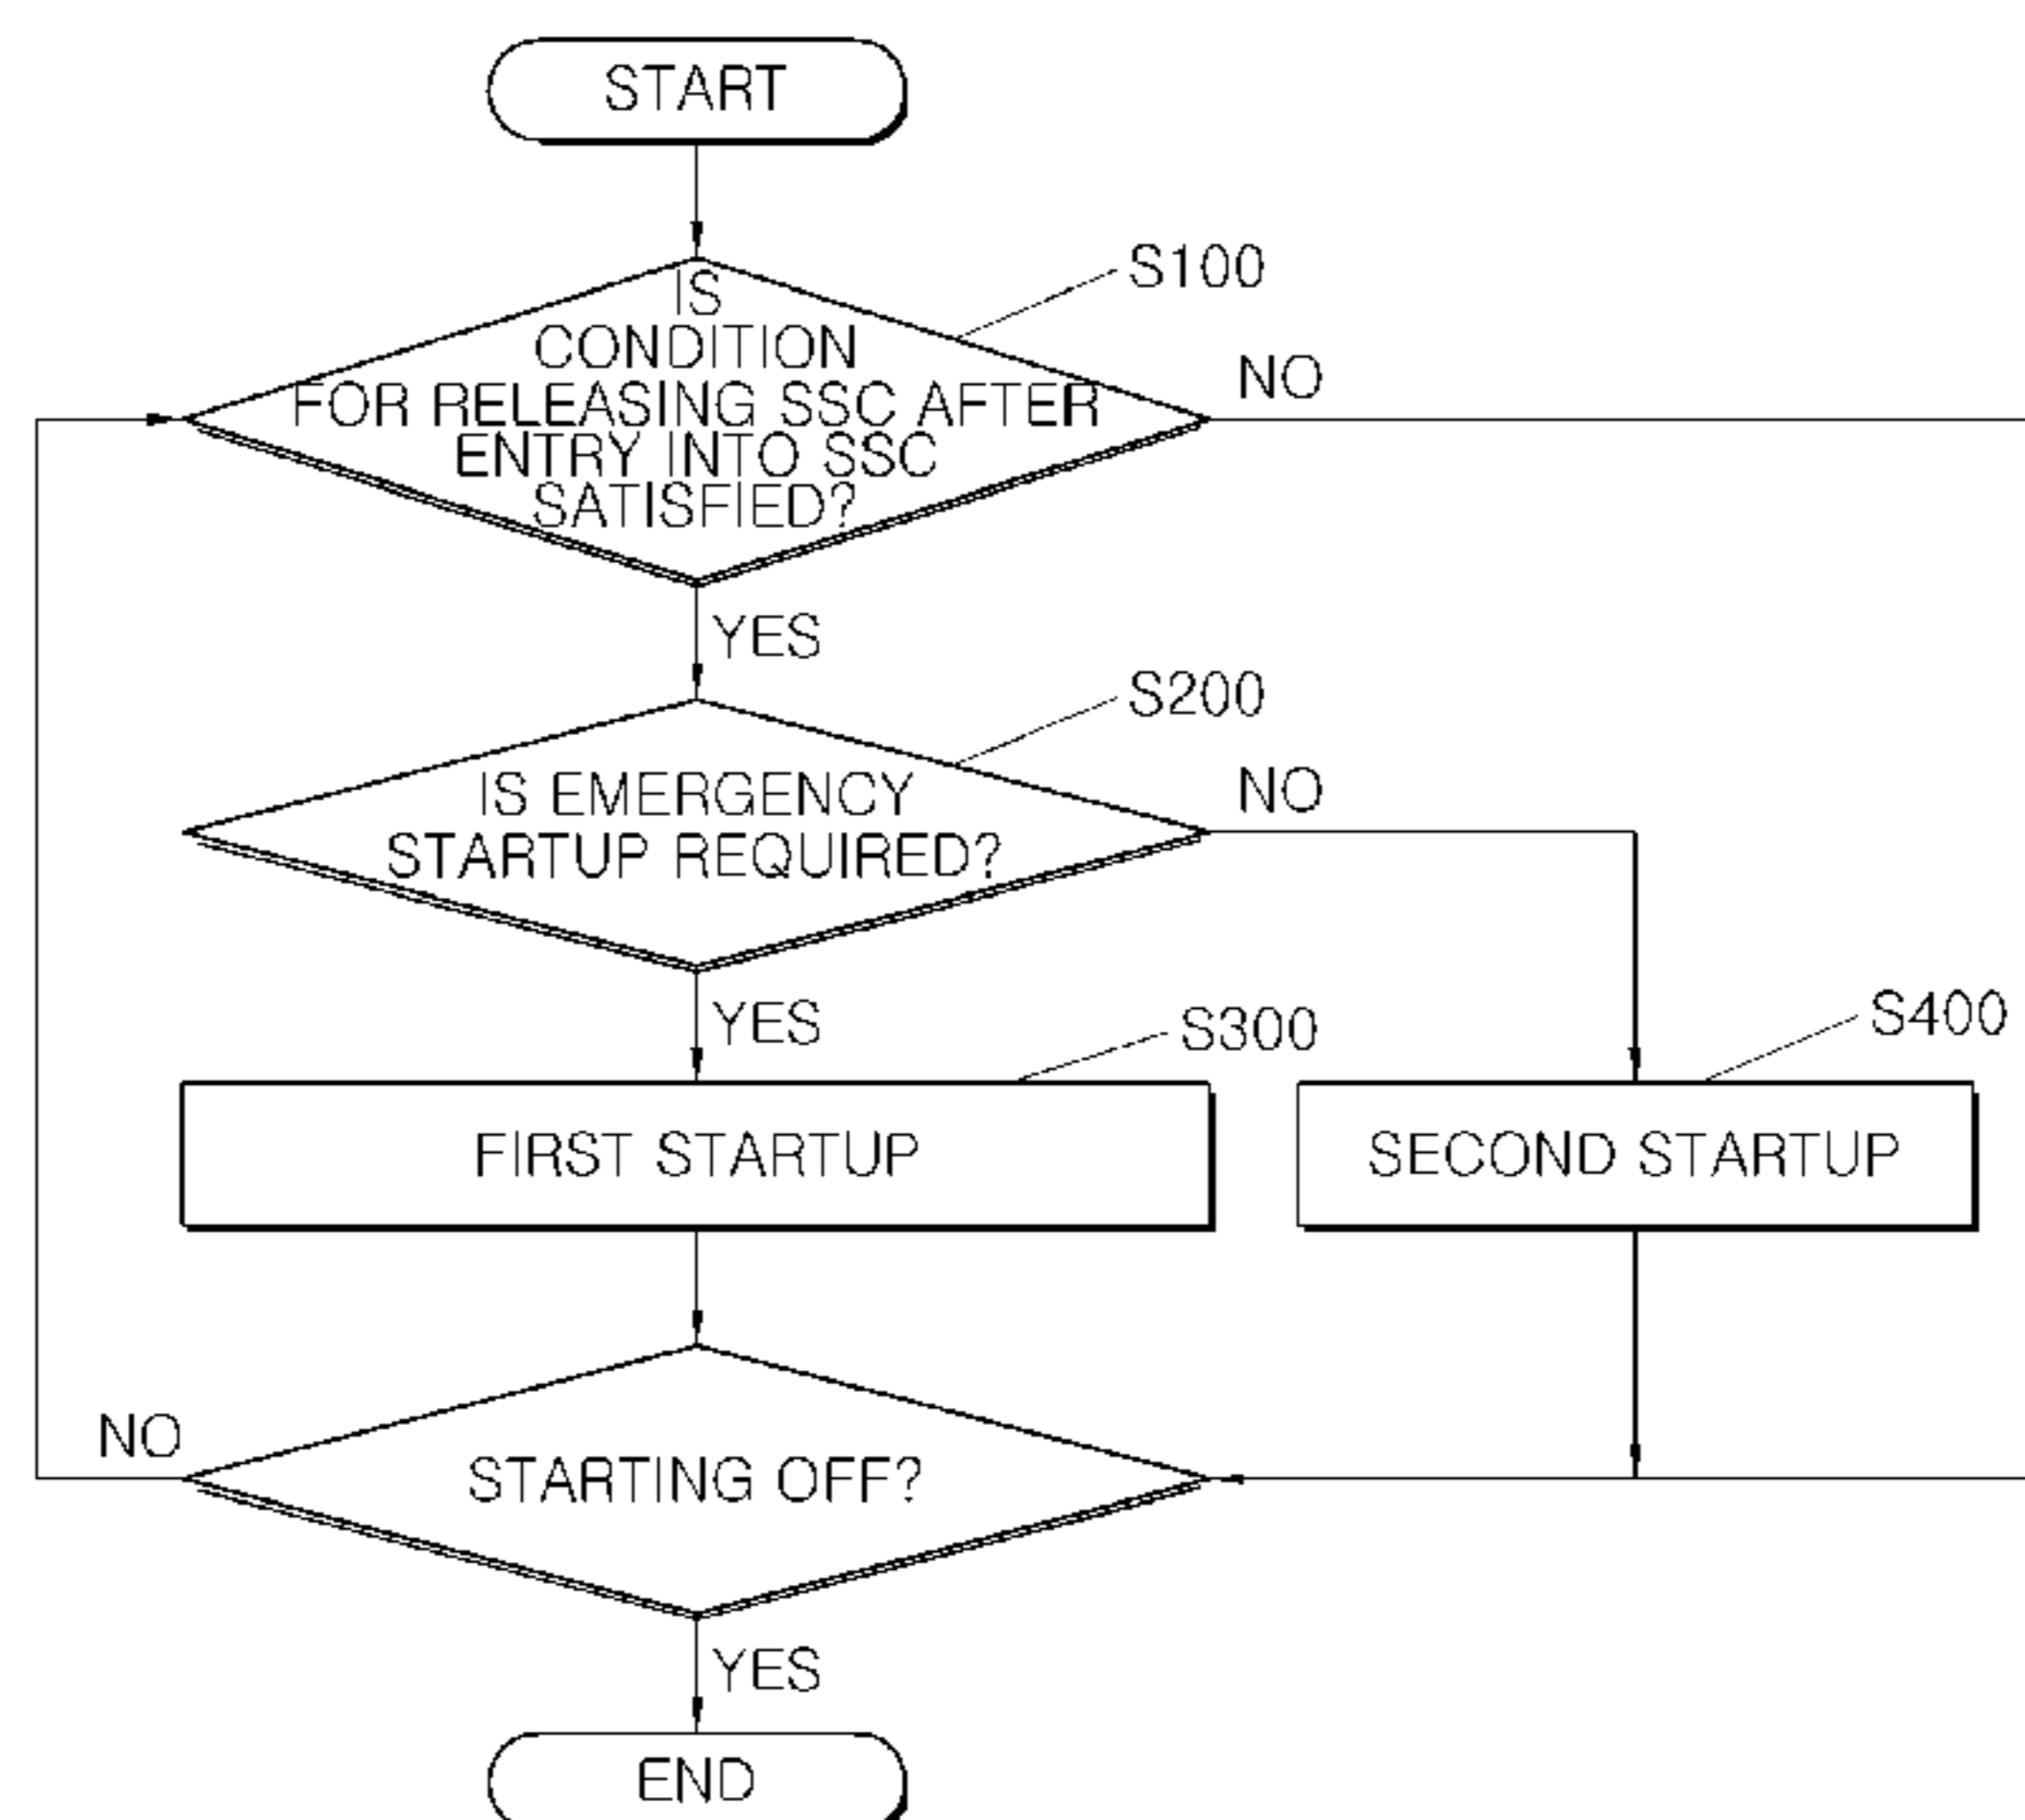 START
S100
IS
CONDITION
FOR RELEASING SSC AFTER
ENTRY INTO SSC
SATISFIED?
NO
YES
S200
IS EMERGENCY
STARTUP REQUIRED?
NO
YES
S300
S400
FIRST STARTUP
SECOND STARTUP
NO
STARTING OFF?
YES
END